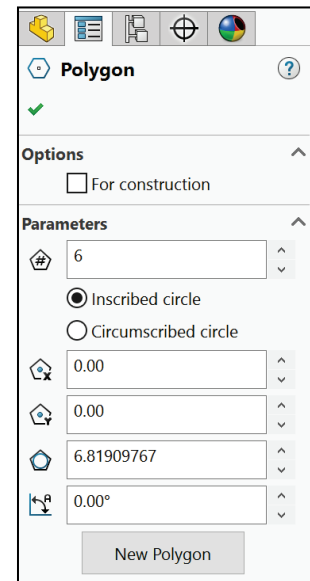 Polygon
?
Options
For construction
Parameters
#
6
Inscribed circle
Circumscribed circle
X
0.00
Y
0.00
6.81909767
A
0.00°
New Polygon